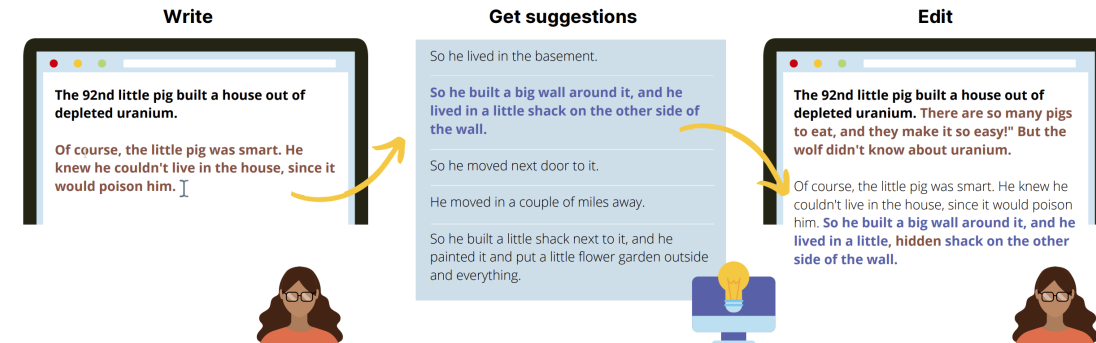 Write
The 92nd little pig built a house out of
depleted uranium.
Of course, the little pig was smart. He
knew he couldn't live in the house, since it
would poison him.
Get suggestions
So he lived in the basement.
So he built a big wall around it, and he
lived in a little shack on the other side of
the wall.
So he moved next door to it.
He moved in a couple of miles away.
So he built a little shack next to it, and he
painted it and put a little flower garden outside
and everything.
Edit
The 92nd little pig built a house out of
depleted uranium. There are so many pigs
to eat, and they make it so easy!" But the
wolf didn't know about uranium.
Of course, the little pig was smart. He knew he
couldn't live in the house, since it would poison
him. So he built a big wall around it, and he
lived in a little, hidden shack on the other
side of the wall.